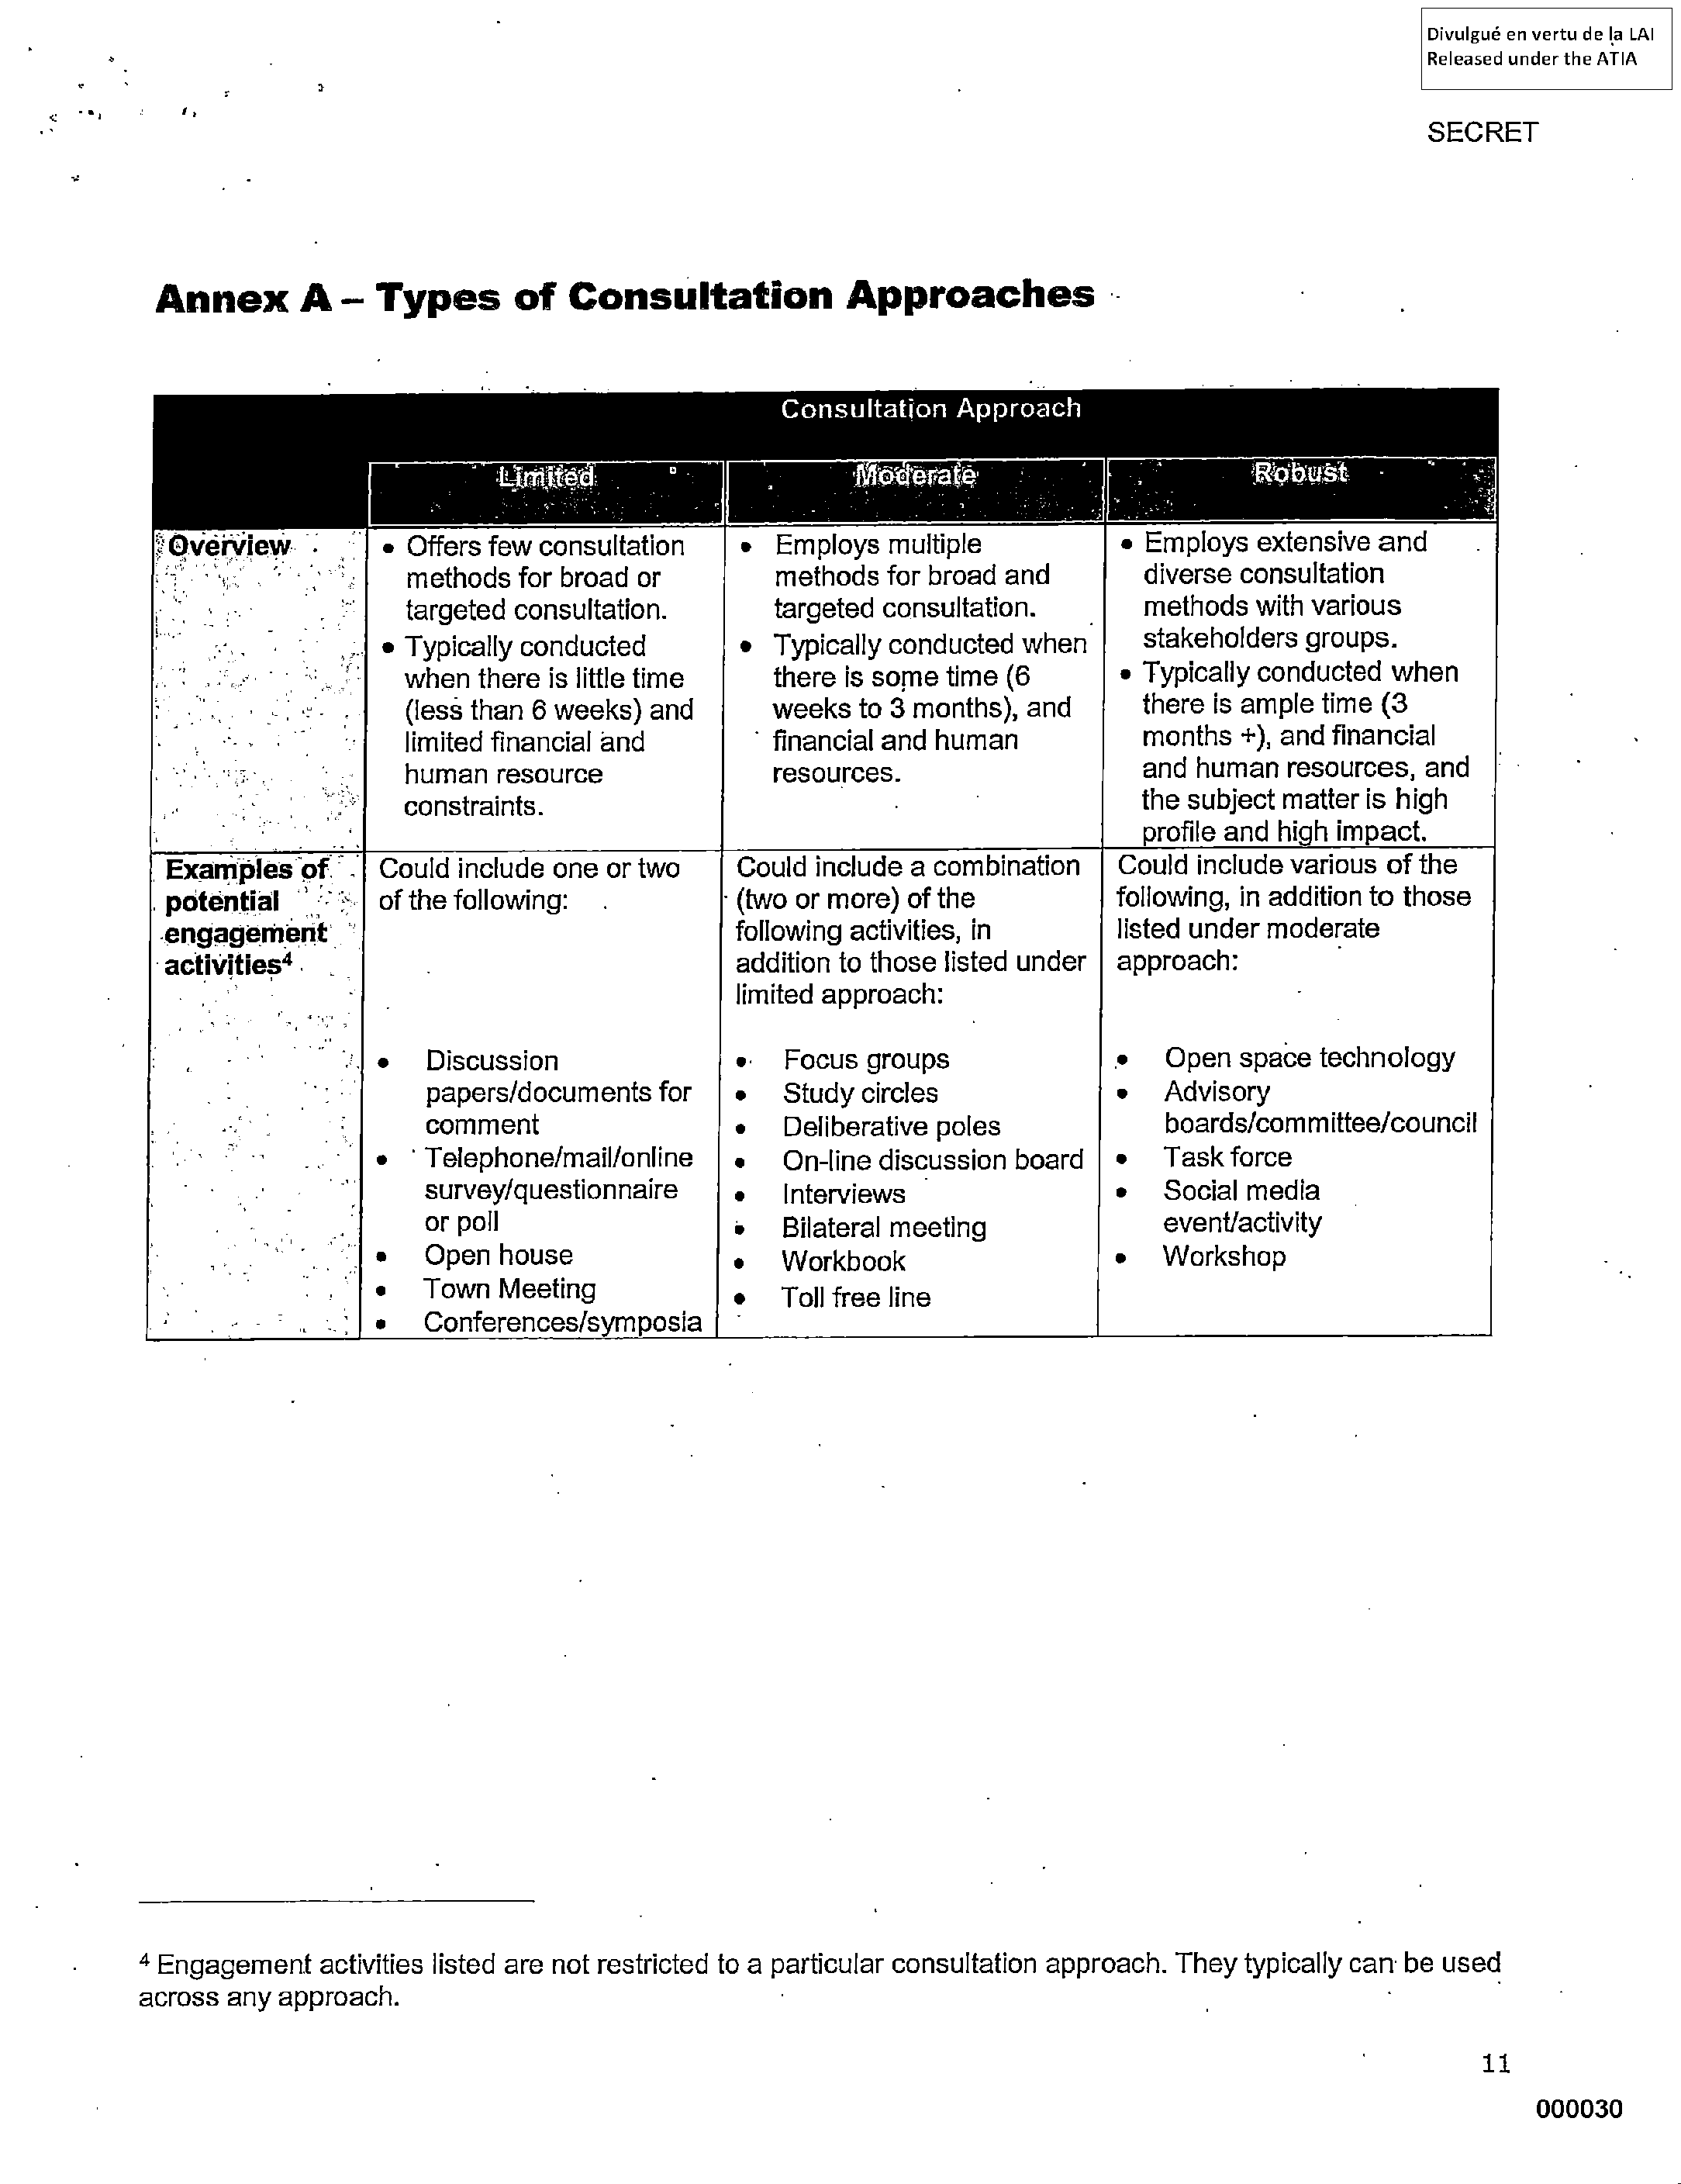 Divulgué en vertu de la LAI
Released under the ATIA
SECRET
Annex A – Types of Consultation Approaches
Consultation Approach
Limited
Moderate
Robust
Overview
• Offers few consultation
methods for broad or
targeted consultation.
• Typically conducted
when there is little time
(less than 6 weeks) and
limited financial and
human resource
constraints.
• Employs multiple
methods for broad and
targeted consultation.
• Typically conducted when
there is some time (6
weeks to 3 months), and
financial and human
resources.
• Employs extensive and
diverse consultation
methods with various
stakeholders groups.
• Typically conducted when
there is ample time (3
months +), and financial
and human resources, and
the subject matter is high
profile and high impact.
Examples of
potential
engagement
activities⁴
Could include one or two
of the following:
• Discussion
papers/documents for
comment
• Telephone/mail/online
survey/questionnaire
or poll
• Open house
• Town Meeting
• Conferences/symposia
Could include a combination
(two or more) of the
following activities, in
addition to those listed under
limited approach:
• Focus groups
• Study circles
• Deliberative poles
• On-line discussion board
• Interviews
• Bilateral meeting
• Workbook
• Toll free line
Could include various of the
following, in addition to those
listed under moderate
approach:
• Open space technology
• Advisory
boards/committee/council
• Task force
• Social media
event/activity
• Workshop
⁴ Engagement activities listed are not restricted to a particular consultation approach. They typically can be used
across any approach.
11
000030